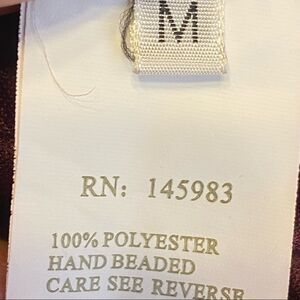 M
RN: 145983
100% POLYESTER
HAND BEADED
CARE SEE REVERSE